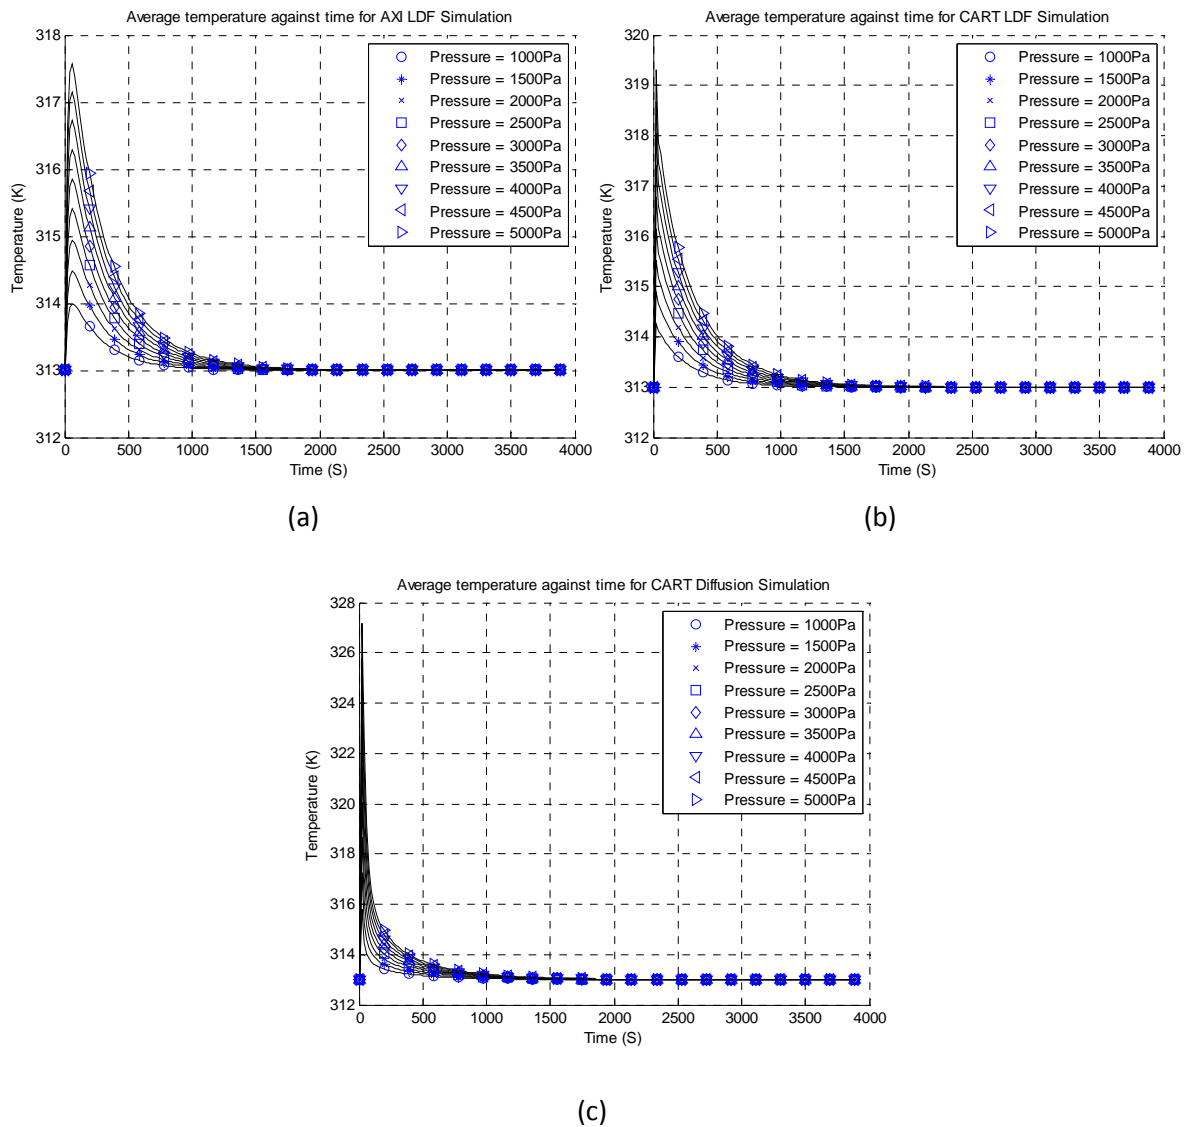 Average temperature against time for AXI LDF Simulation
318
317
316
315
314
313
312
Temperature (K)
0 500 1000 1500 2000 2500 3000 3500 4000
Time (S)
Pressure = 1000Pa
Pressure = 1500Pa
Pressure = 2000Pa
Pressure = 2500Pa
Pressure = 3000Pa
Pressure = 3500Pa
Pressure = 4000Pa
Pressure = 4500Pa
Pressure = 5000Pa
(a)
Average temperature against time for CART LDF Simulation
320
319
318
317
316
315
314
313
312
Temperature (K)
0 500 1000 1500 2000 2500 3000 3500 4000
Time (S)
Pressure = 1000Pa
Pressure = 1500Pa
Pressure = 2000Pa
Pressure = 2500Pa
Pressure = 3000Pa
Pressure = 3500Pa
Pressure = 4000Pa
Pressure = 4500Pa
Pressure = 5000Pa
(b)
Average temperature against time for CART Diffusion Simulation
328
326
324
322
320
318
316
314
312
Temperature (K)
0 500 1000 1500 2000 2500 3000 3500 4000
Time (S)
Pressure = 1000Pa
Pressure = 1500Pa
Pressure = 2000Pa
Pressure = 2500Pa
Pressure = 3000Pa
Pressure = 3500Pa
Pressure = 4000Pa
Pressure = 4500Pa
Pressure = 5000Pa
(c)